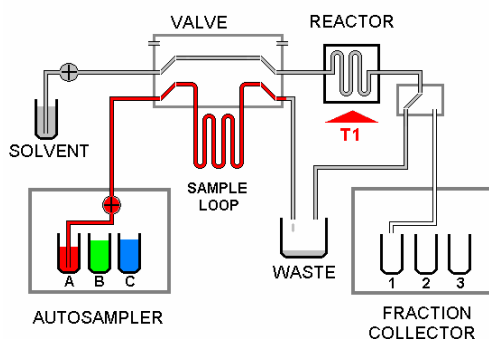 VALVE
REACTOR
SOLVENT
T1
SAMPLE
LOOP
WASTE
A B C
1 2 3
AUTOSAMPLER
FRACTION
COLLECTOR